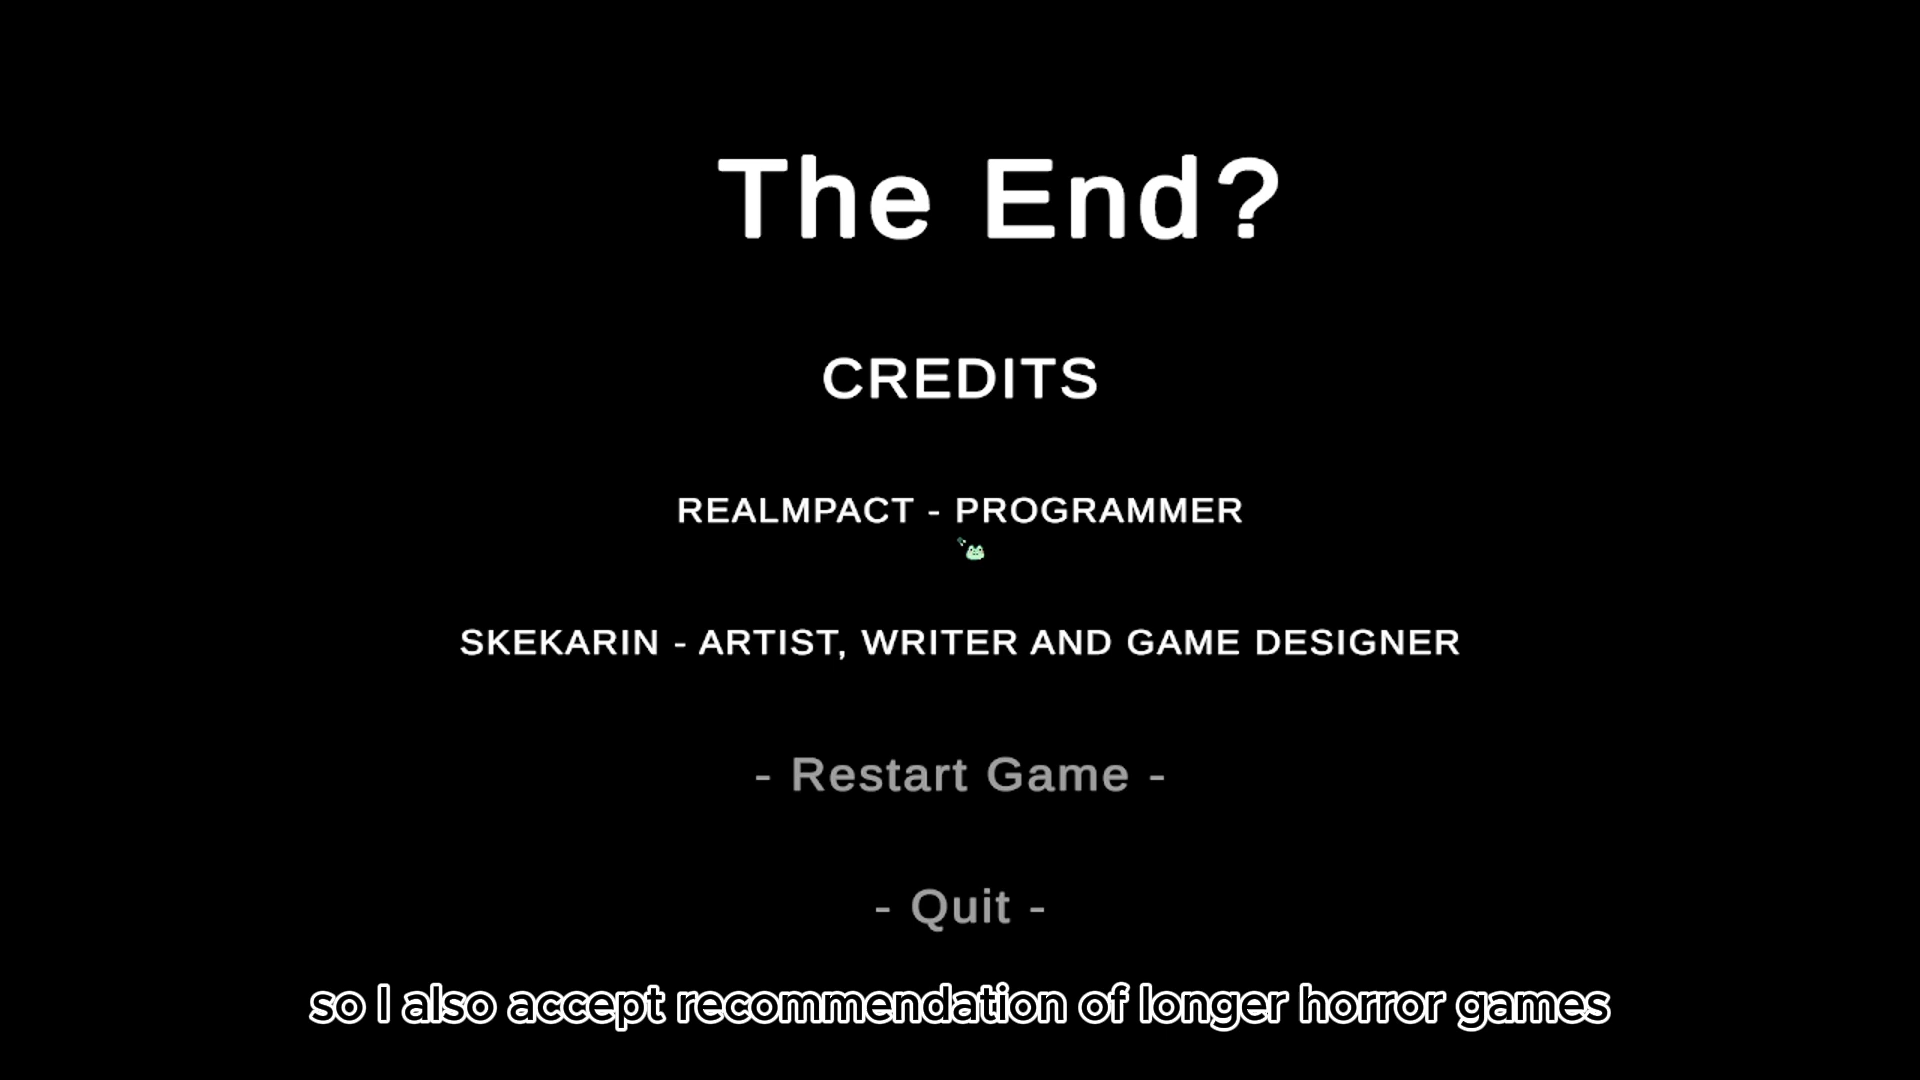 The End?
CREDITS
REALMPACT - PROGRAMMER
SKEKARIN - ARTIST, WRITER AND GAME DESIGNER
- Restart Game -
- Quit -
so I also accept recommendation of longer horror games